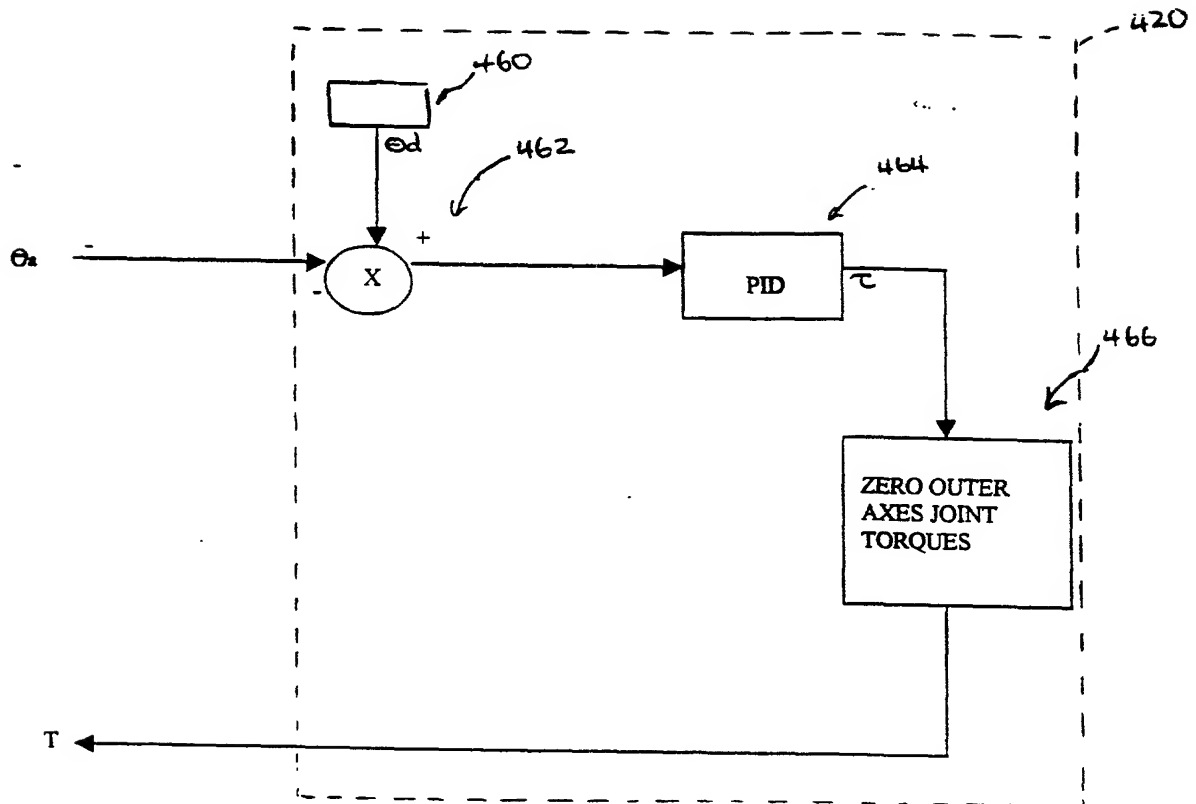 420
460
Θd
462
464
+
-
Θa
X
-
PID
τ
466
ZERO OUTER
AXES JOINT
TORQUES
T